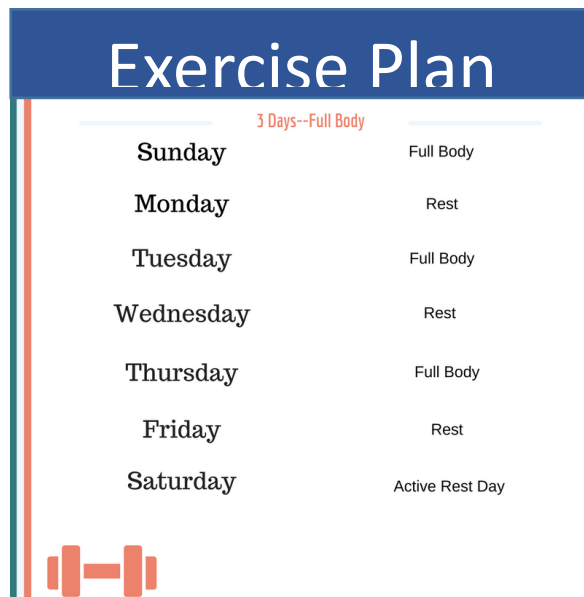 Exercise Plan
3 Days--Full Body
Sunday Full Body
Monday Rest
Tuesday Full Body
Wednesday Rest
Thursday Full Body
Friday Rest
Saturday Active Rest Day